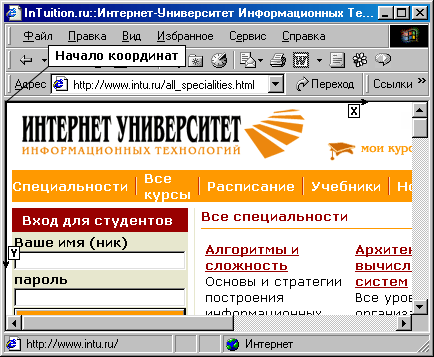 InTuition.ru::Интернет-Университет Информационных Те...
Файл Правка Вид Избранное Сервис Справка
Начало координат
Адрес http://www.intu.ru/all_specialities.html Переход Ссылки »
X
ИНТЕРНЕТ УНИВЕРСИТЕТ
ИНФОРМАЦИОННЫХ ТЕХНОЛОГИЙ
мои курс
Специальности Все курсы Расписание Учебники Но
Вход для студентов
Все специальности
Ваше имя (ник)
Y
пароль
Алгоритмы и
сложность
Основы и стратегии
построения
информационных
Архитек
вычисл
систем
Все уров
организа
http://www.intu.ru/ Интернет